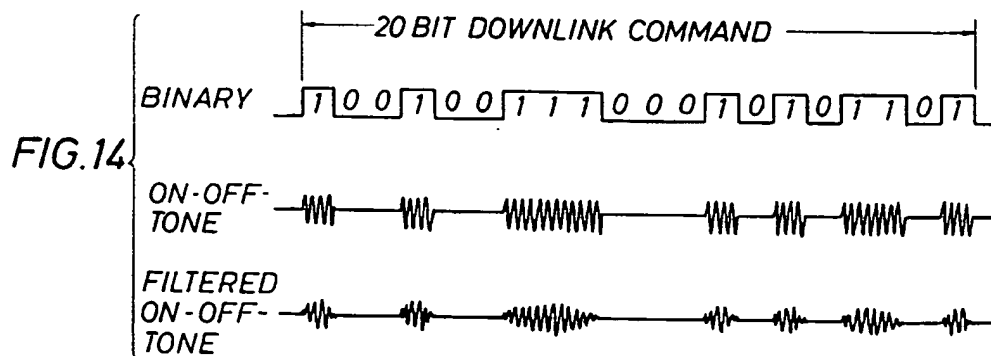 20 BIT DOWNLINK COMMAND
BINARY
1 0 0 1 0 0 1 1 1 0 0 0 1 0 1 0 1 1 0 1
FIG.14
ON-OFF-
TONE
FILTERED
ON-OFF-
TONE